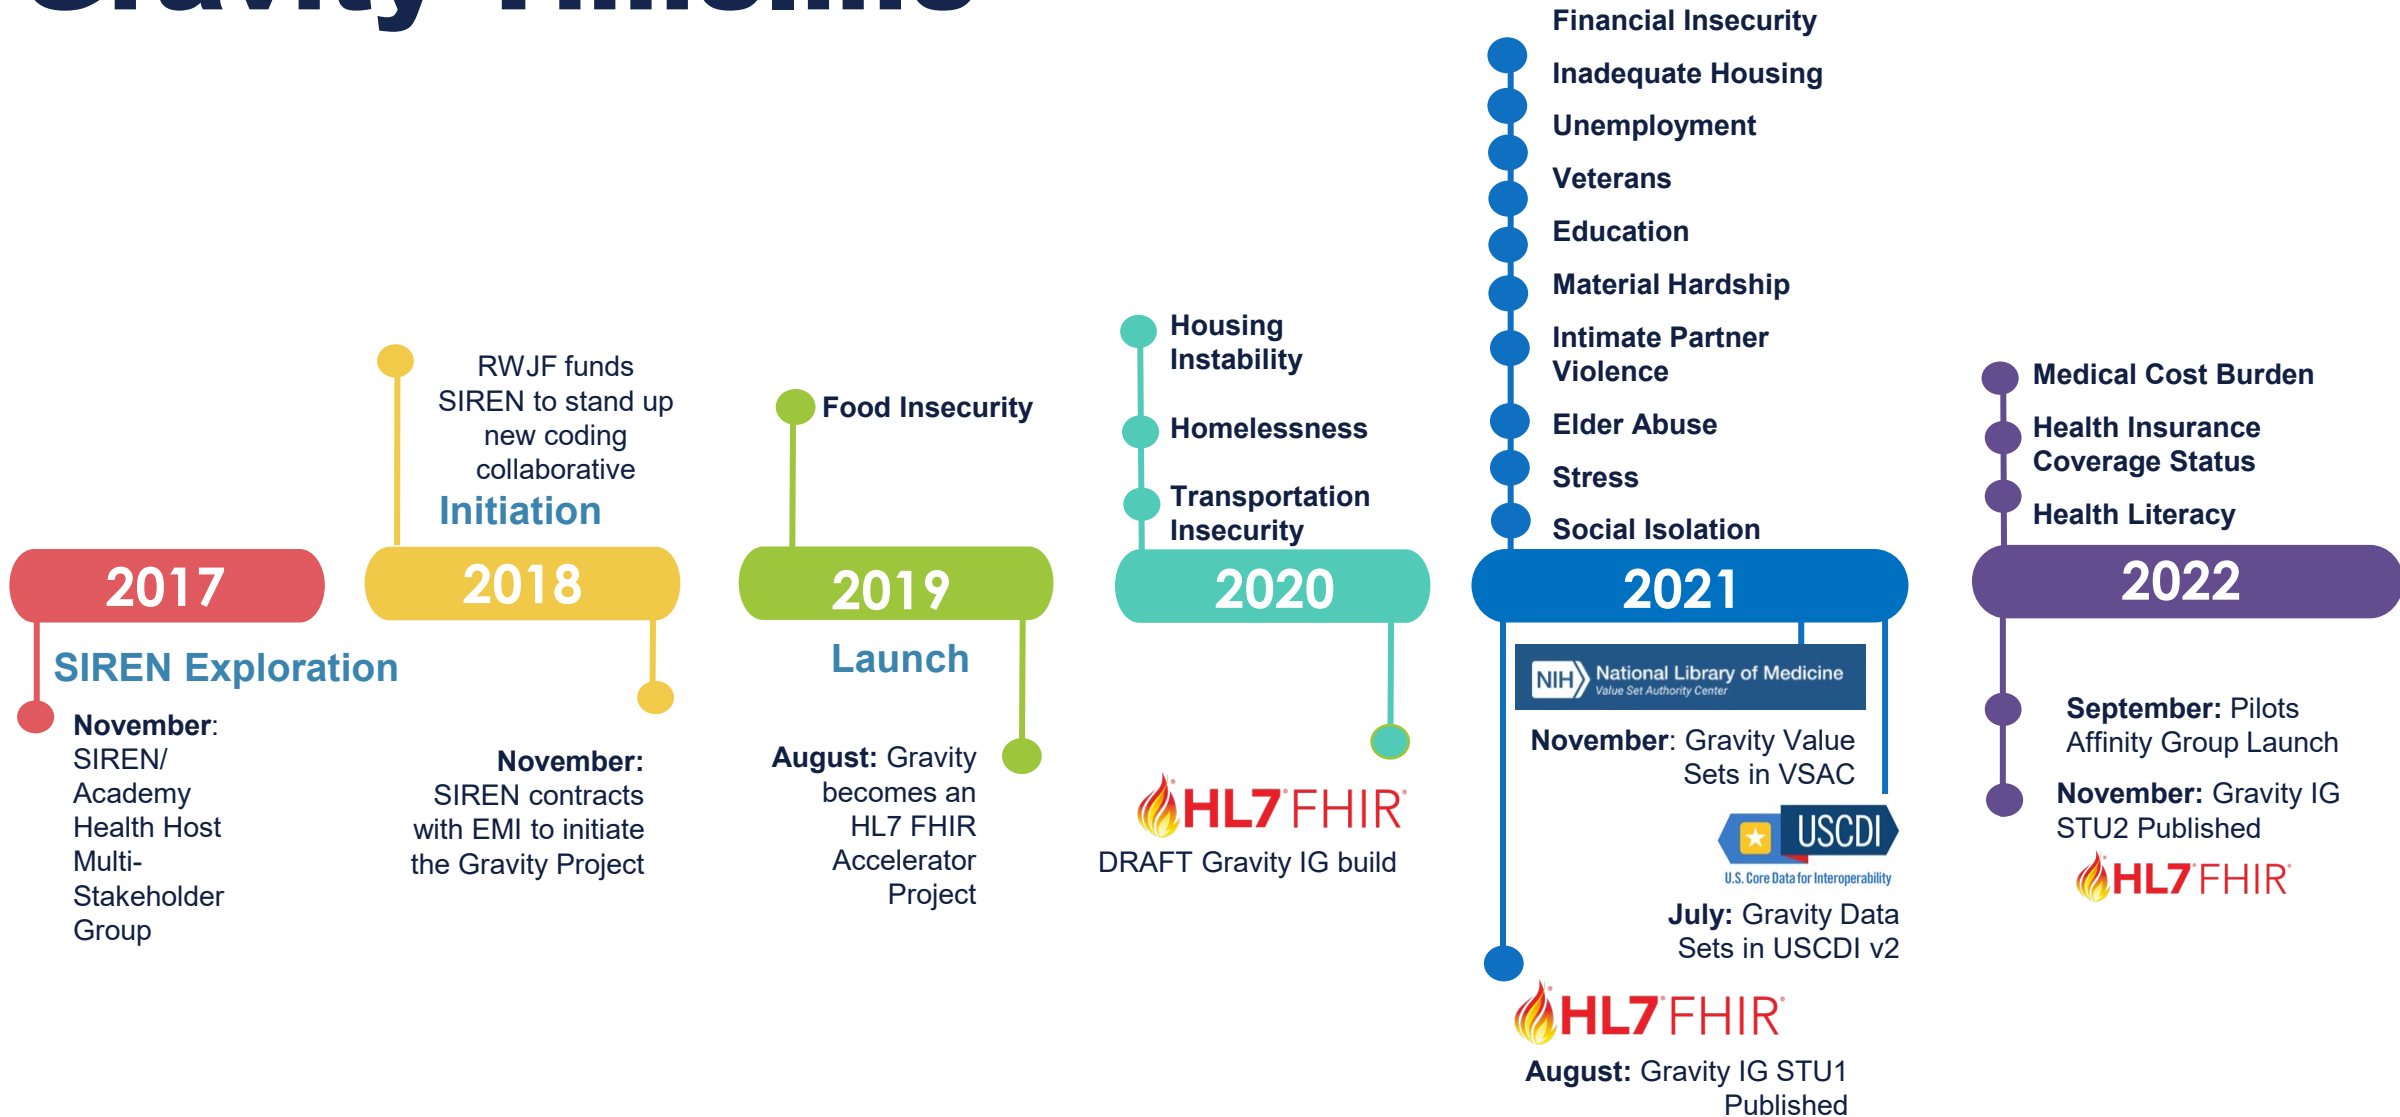 Gravity Timeline
Financial Insecurity
Inadequate Housing
Unemployment
Veterans
Education
Material Hardship
Intimate Partner
Violence
Elder Abuse
Stress
Social Isolation
Housing
Instability
Homelessness
Transportation
Insecurity
Medical Cost Burden
Health Insurance
Coverage Status
Health Literacy
RWJF funds
SIREN to stand up
new coding
collaborative
Initiation
Food Insecurity
2017
2018
2019
2020
2021
2022
SIREN Exploration
November:
SIREN/
Academy
Health Host
Multi-
Stakeholder
Group
November:
SIREN contracts
with EMI to initiate
the Gravity Project
Launch
August: Gravity
becomes an
HL7 FHIR
Accelerator
Project
HL7 FHIR
DRAFT Gravity IG build
NIH National Library of Medicine
Value Set Authority Center
November: Gravity Value
Sets in VSAC
USCDI
U.S. Core Data for Interoperability
July: Gravity Data
Sets in USCDI v2
HL7 FHIR
August: Gravity IG STU1
Published
September: Pilots
Affinity Group Launch
November: Gravity IG
STU2 Published
HL7 FHIR